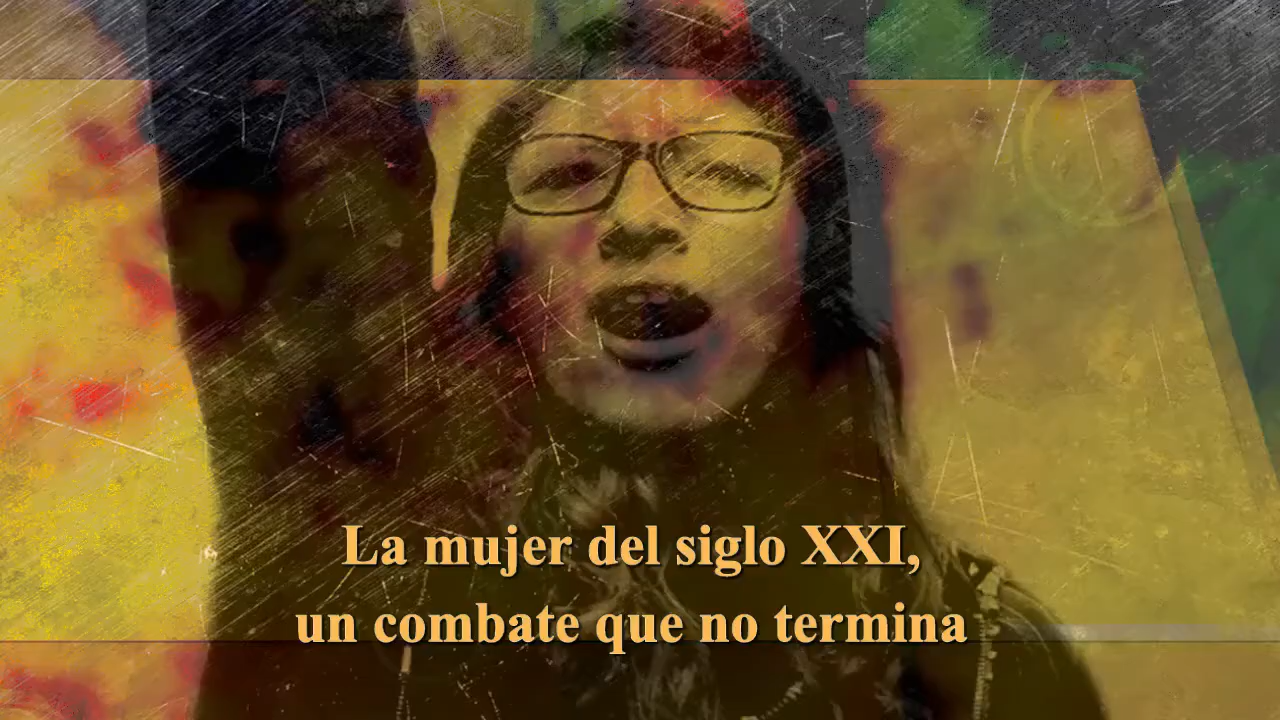 La mujer del siglo XXI,
un combate que no termina